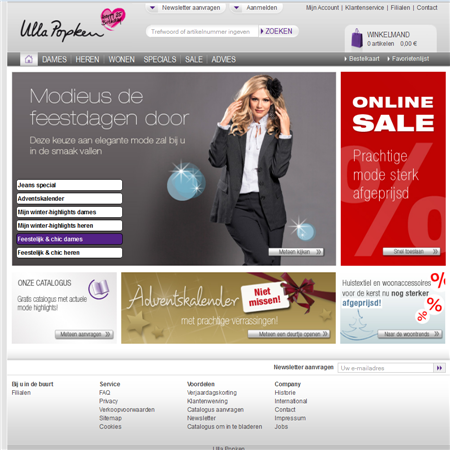 Newsletter aanvragen
Aanmelden
My Account | Klantenservice | Filialen | Contact
Ulla Popken
Trefwoord of artikelnummer ingeven
ZOEKEN
WINKELMAND
0 artikelen 0,00 €
DAMES | HEREN | WONEN | SPECIALS | SALE | ADVIES
Bestelkaart
Favorietenlijst
Modieus de
feestdagen door
Deze keuze aan elegante mode zal bij u
in de smaak vallen
Jeans special
Adventskalender
Mijn winter-highlights dames
Mijn winter-highlights heren
Feestelijk & chic dames
Feestelijk & chic heren
Meteen kijken
ONLINE
SALE
Prachtige
mode sterk
afgeprijsd
%
Snel toeslaan
ONZE CATALOGUS
Gratis catalogus met actuele
mode highlights!
Meteen aanvragen
Adventskalender
met prachtige verrassingen!
Niet
missen!
Meteen een deurtje openen
Huistextiel en woonaccessoires
voor de kerst nu nog sterker
afgeprijsd!
%
%
%
Naar de woontrends
Newsletter aanvragen
Uw e-mailadres
Bij u in de buurt
Filialen
Service
FAQ
Privacy
Verkoopvoorwaarden
Sitemap
Cookies
Voordelen
Verjaardagskorting
Klantenwerving
Catalogus aanvragen
Newsletter
Catalogus om in te bladeren
Company
Historie
International
Contact
Impressum
Jobs
Ulla Popken